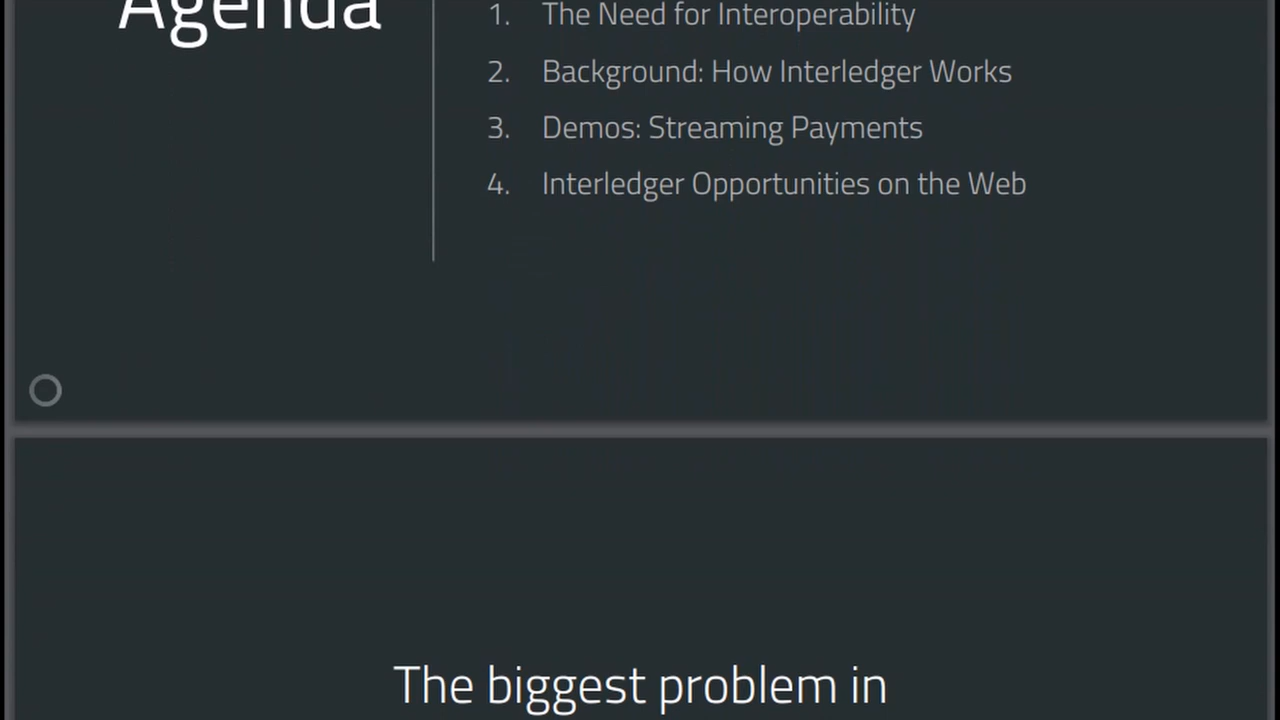 Agenda
1. The Need for Interoperability
2. Background: How Interledger Works
3. Demos: Streaming Payments
4. Interledger Opportunities on the Web
The biggest problem in